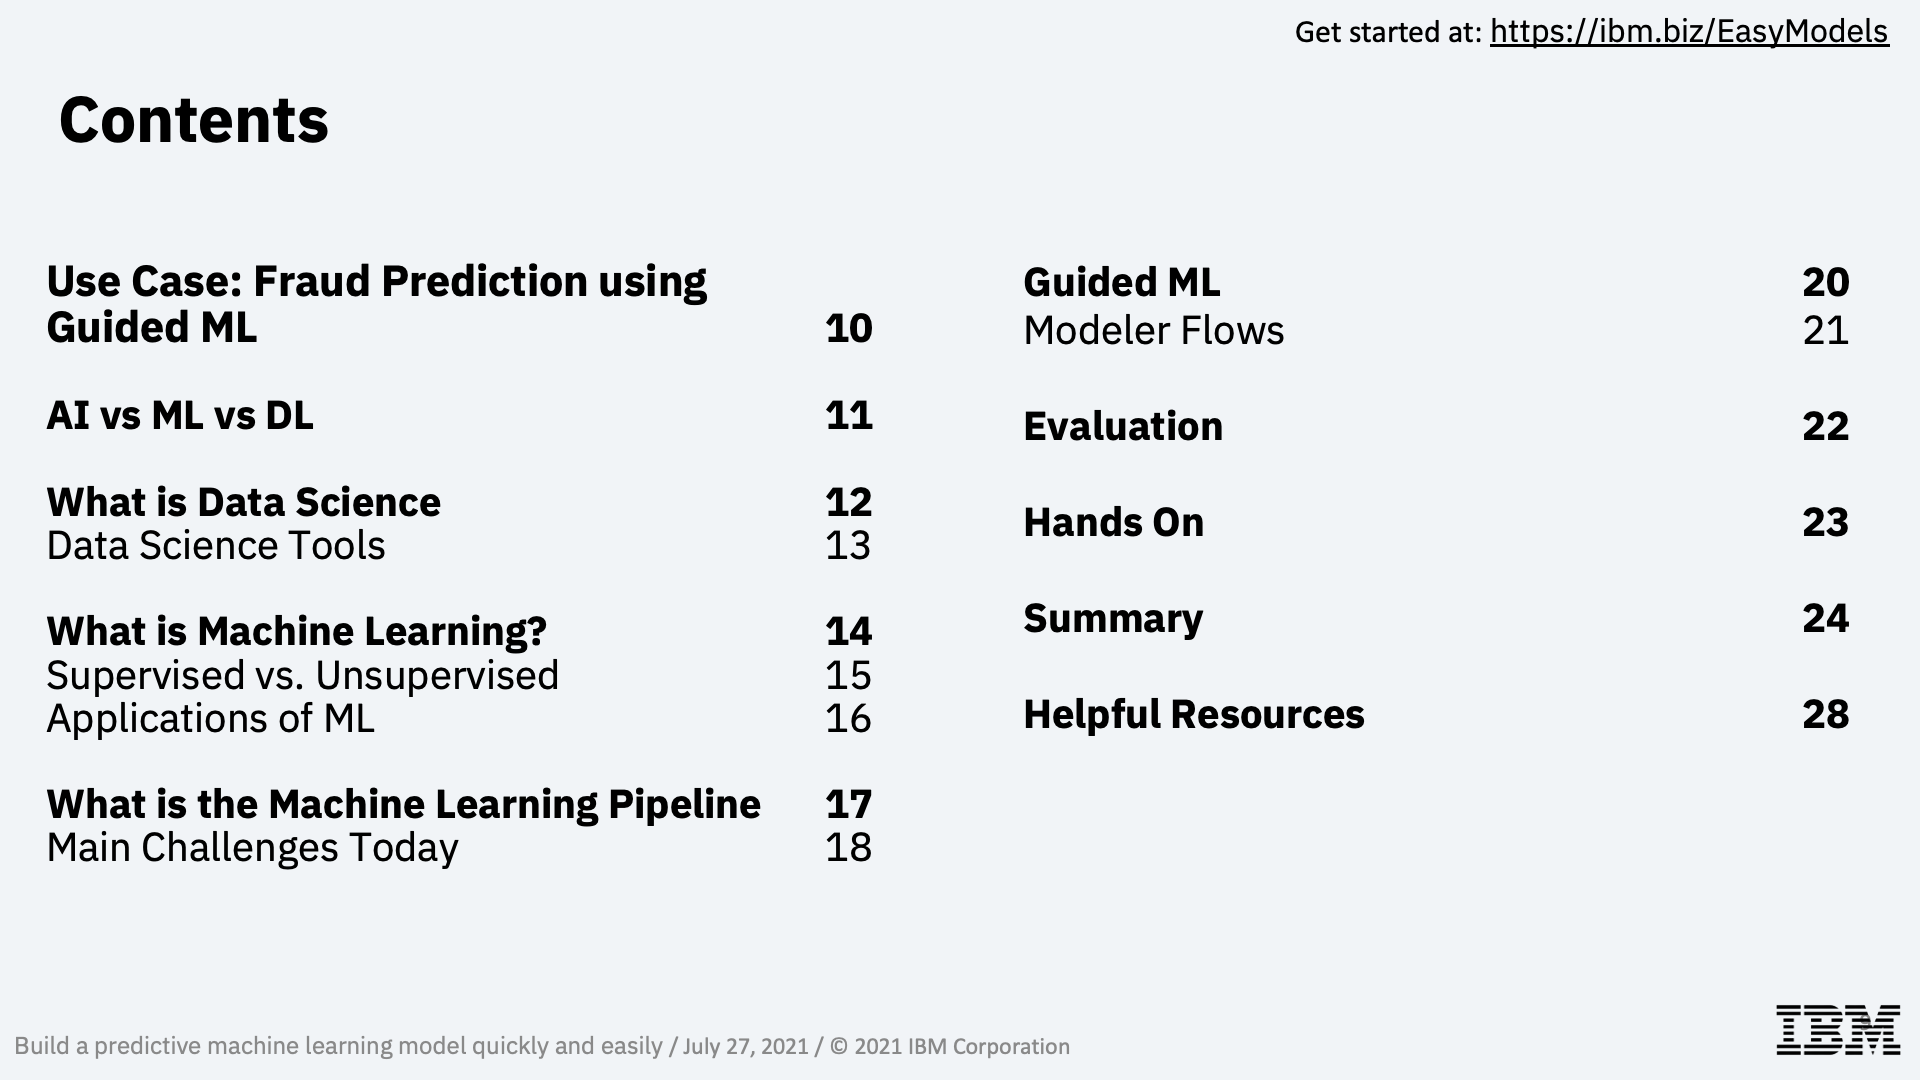 Get started at: https://ibm.biz/EasyModels
Contents
Use Case: Fraud Prediction using
Guided ML 10
AI vs ML vs DL 11
What is Data Science 12
Data Science Tools 13
What is Machine Learning? 14
Supervised vs. Unsupervised 15
Applications of ML 16
What is the Machine Learning Pipeline 17
Main Challenges Today 18
Guided ML 20
Modeler Flows 21
Evaluation 22
Hands On 23
Summary 24
Helpful Resources 28
Build a predictive machine learning model quickly and easily / July 27, 2021 / © 2021 IBM Corporation
IBM